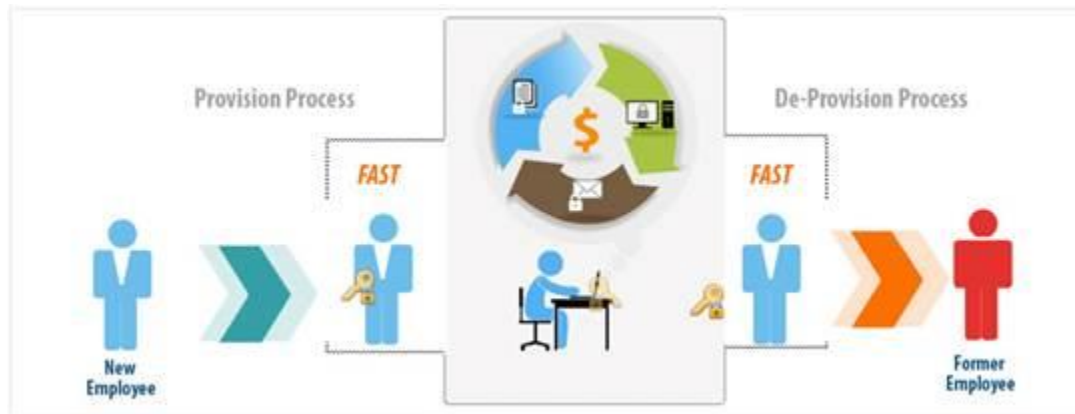 Provision Process
De-Provision Process
FAST
$
FAST
New
Employee
Former
Employee